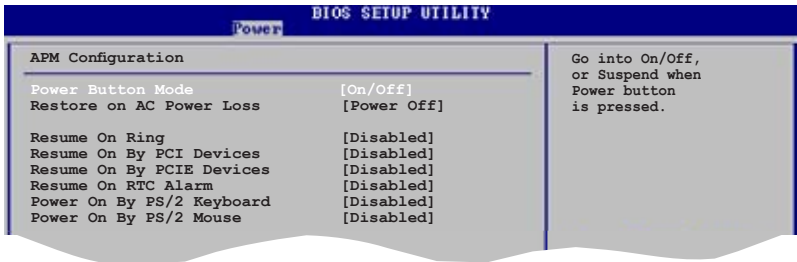 BIOS SETUP UTILITY
Power
APM Configuration
Power Button Mode [On/Off]
Restore on AC Power Loss [Power Off]
Resume On Ring [Disabled]
Resume On By PCI Devices [Disabled]
Resume On By PCIE Devices [Disabled]
Resume On RTC Alarm [Disabled]
Power On By PS/2 Keyboard [Disabled]
Power On By PS/2 Mouse [Disabled]
Go into On/Off,
or Suspend when
Power button
is pressed.